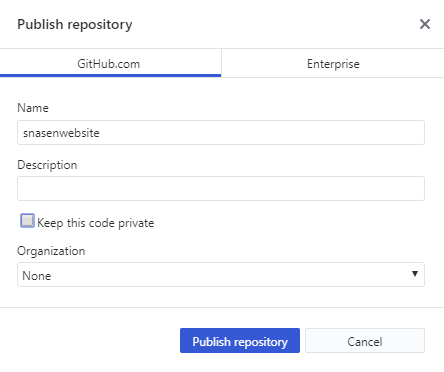 Publish repository
GitHub.com
Enterprise
Name
snasenwebsite
Description
Keep this code private
Organization
None
Publish repository
Cancel